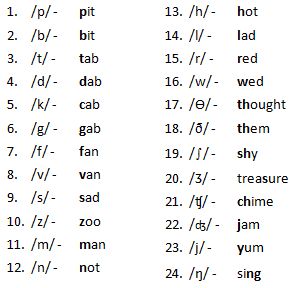 1. /p/ - pit
2. /b/ - bit
3. /t/ - tab
4. /d/ - dab
5. /k/ - cab
6. /g/ - gab
7. /f/ - fan
8. /v/ - van
9. /s/ - sad
10. /z/ - zoo
11. /m/ - man
12. /n/ - not
13. /h/ - hot
14. /l/ - lad
15. /r/ - red
16. /w/ - wed
17. /Ɵ/ - thought
18. /ð/ - them
19. /ʃ/ - shy
20. /Ʒ/ - treasure
21. /ʧ/ - chime
22. /ʤ/ - jam
23. /j/ - yum
24. /ŋ/ - sing